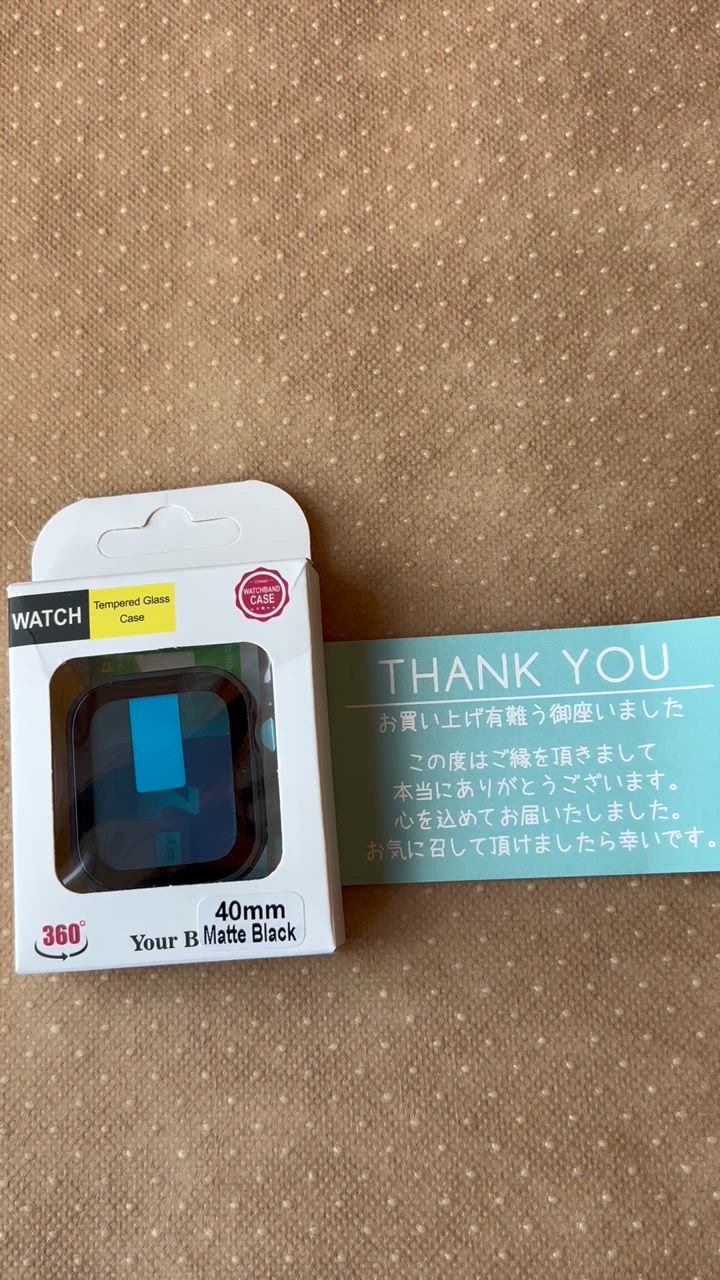 WATCH
Tempered Glass
Case
WATCHBAND
CASE
2
Dry
360°
Your B
40mm
Matte Black
THANK YOU
お買い上げ有難う御座いました
この度はご縁を頂きまして
本当にありがとうございます。
心を込めてお届いたしました。
お気に召して頂けましたら幸いです。